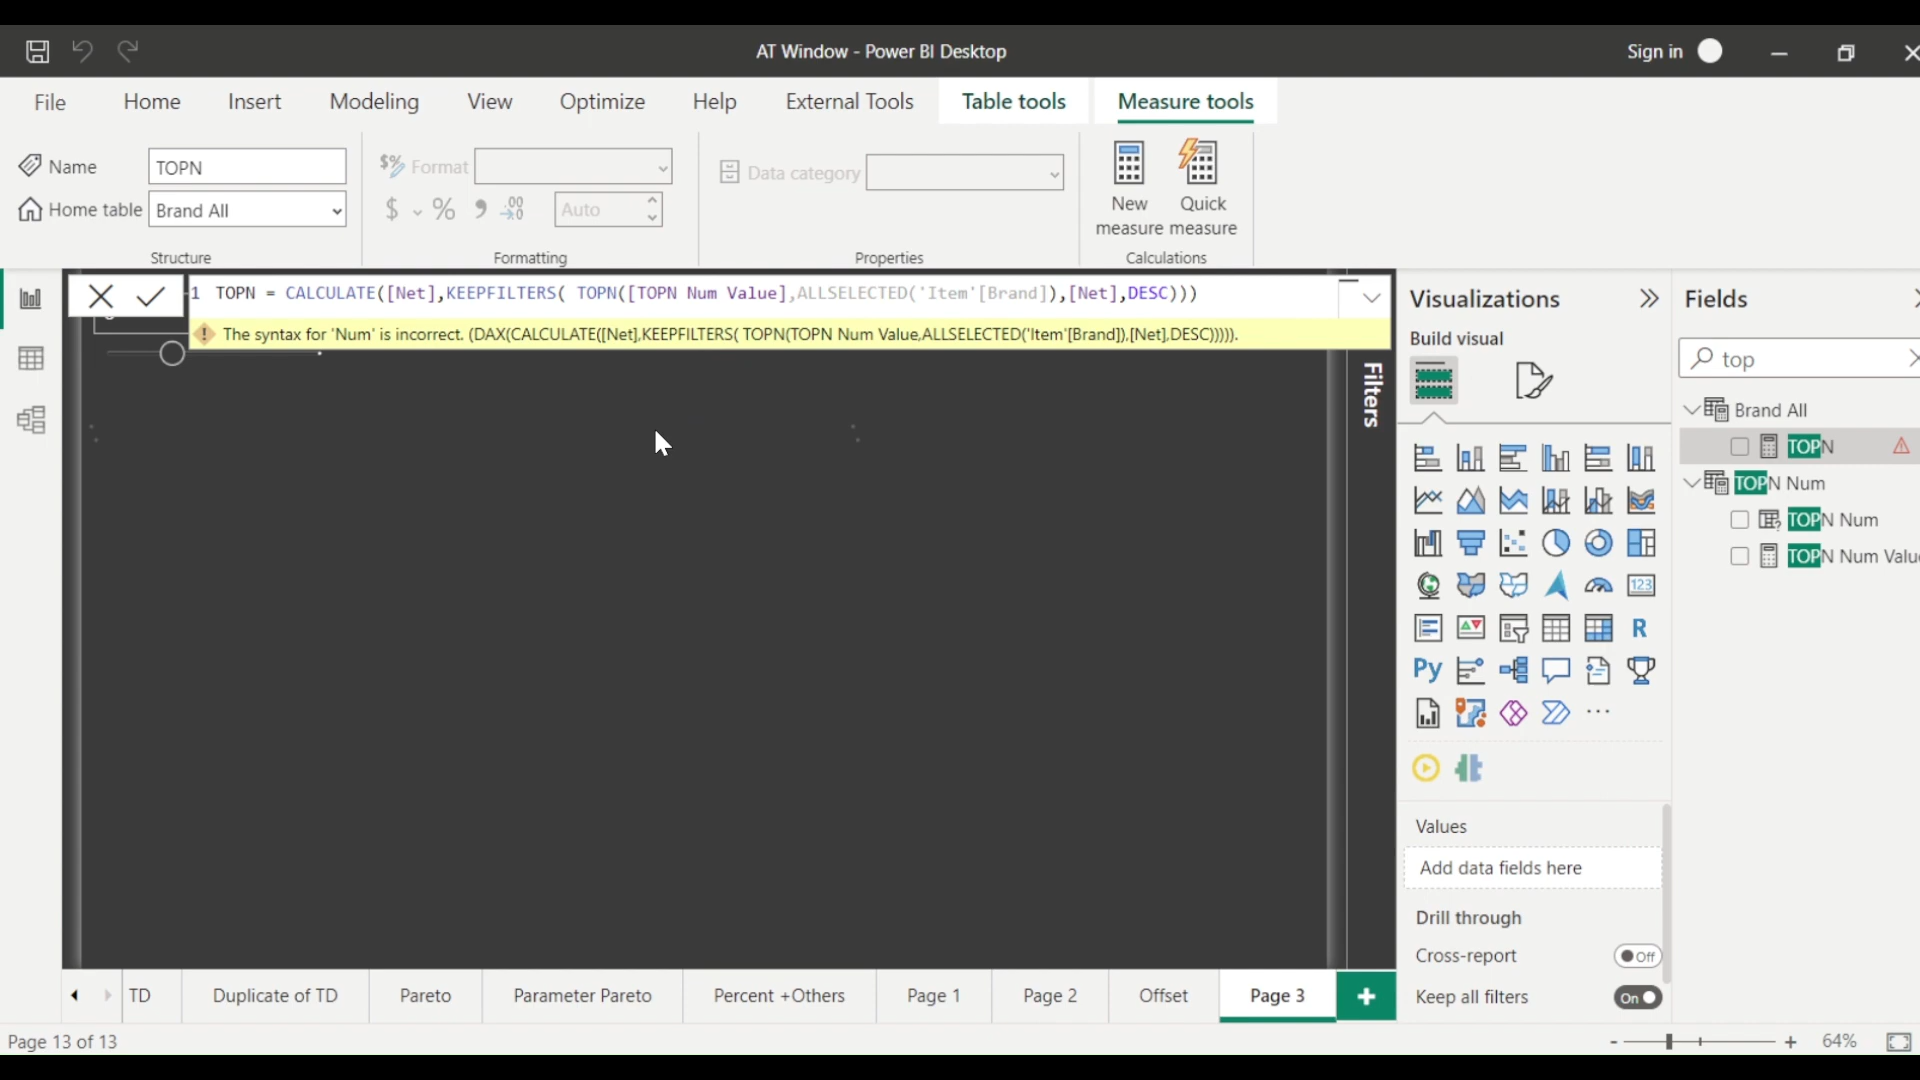 AT Window - Power BI Desktop
Sign in
File Home Insert Modeling View Optimize Help External Tools Table tools Measure tools
Name TOPN
Home table Brand All
Structure
$% Format
$ % 9 .00 Auto
Formatting
Data category
Properties
New measure
Quick measure
Calculations
1 TOPN = CALCULATE([Net],KEEPFILTERS( TOPN([TOPN Num Value],ALLSELECTED('Item'[Brand]),[Net],DESC)))
The syntax for 'Num' is incorrect. (DAX(CALCULATE([Net],KEEPFILTERS( TOPN(TOPN Num Value,ALLSELECTED('Item'[Brand]),[Net],DESC))))).
Filters
Visualizations
Build visual
123
R
Py
...
Values
Add data fields here
Drill through
Cross-report Off
Keep all filters On
Fields
top
Brand All
TOPN
TOPN Num
TOPN Num
TOPN Num Valu
TD Duplicate of TD Pareto Parameter Pareto Percent +Others Page 1 Page 2 Offset Page 3 +
Page 13 of 13
- + 64%